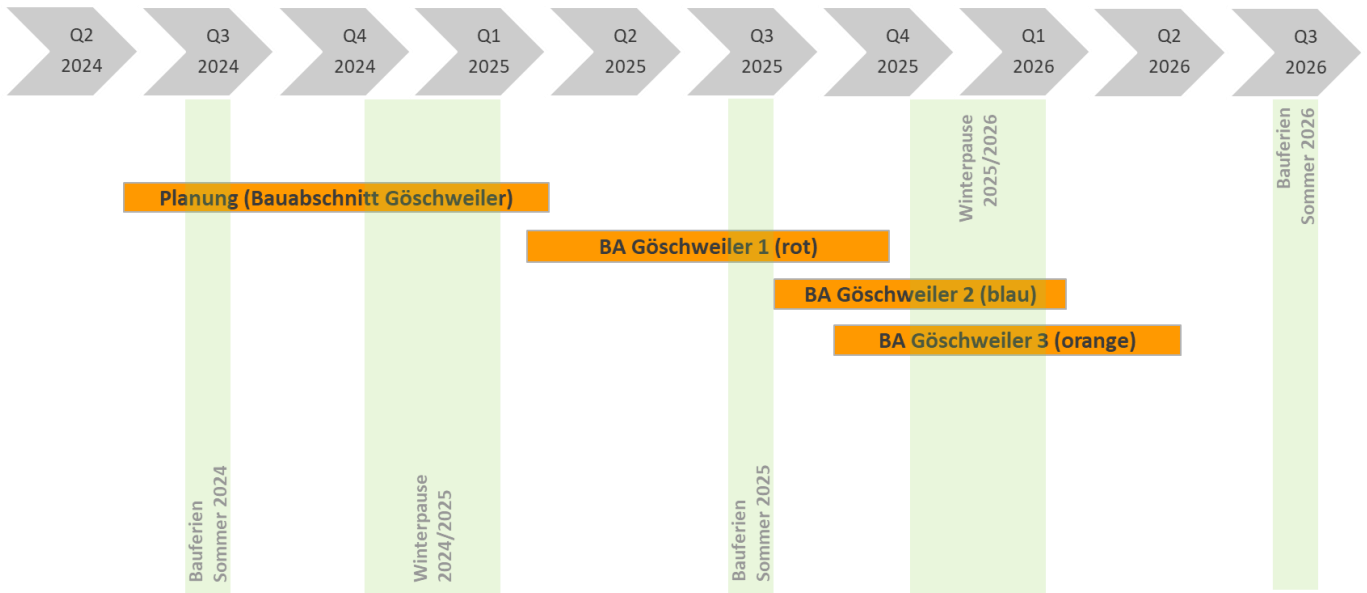 Q2
2024
Q3
2024
Q4
2024
Q1
2025
Q2
2025
Q3
2025
Q4
2025
Q1
2026
Q2
2026
Q3
2026
Planung (Bauabschnitt Göschweiler)
BA Göschweiler 1 (rot)
BA Göschweiler 2 (blau)
BA Göschweiler 3 (orange)
Bauferien
Sommer 2024
Winterpause
2024/2025
Bauferien
Sommer 2025
Winterpause
2025/2026
Bauferien
Sommer 2026